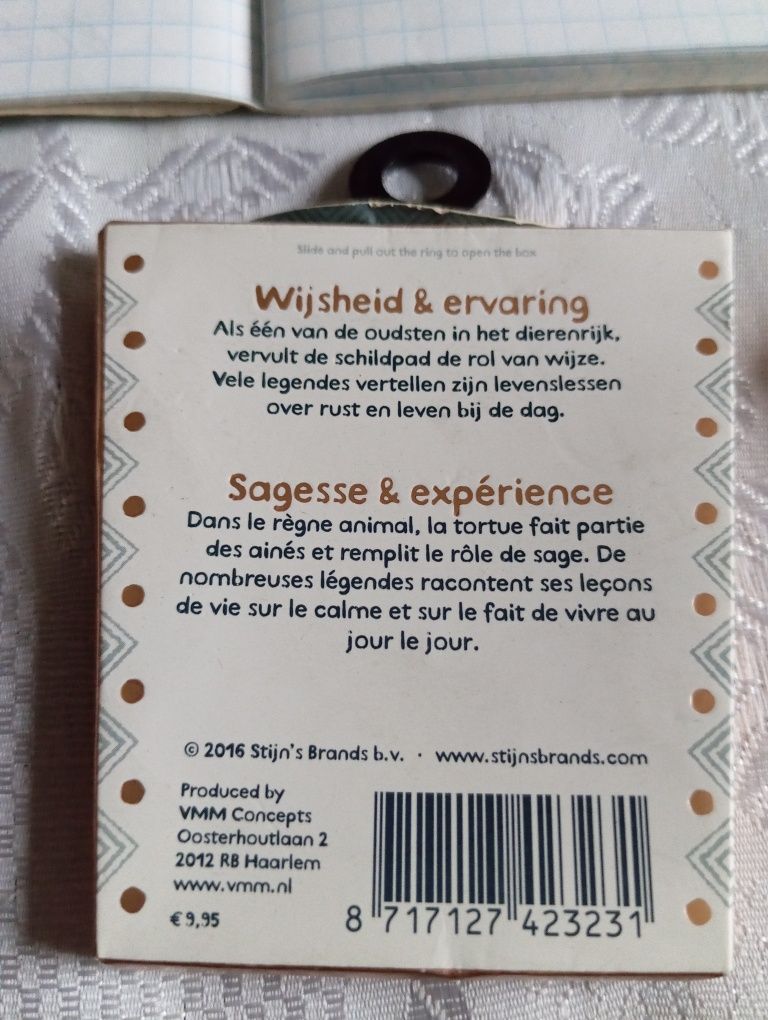 Slide and pull out the ring to open the box
Wijsheid & ervaring
Als één van de oudsten in het dierenrijk,
vervult de schildpad de rol van wijze.
Vele legendes vertellen zijn levenslessen
over rust en leven bij de dag.
Sagesse & expérience
Dans le règne animal, la tortue fait partie
des ainés et remplit le rôle de sage. De
nombreuses légendes racontent ses leçons
de vie sur le calme et sur le fait de vivre au
jour le jour.
© 2016 Stijn's Brands b.v. · www.stijnsbrands.com
Produced by
VMM Concepts
Oosterhoutlaan 2
2012 RB Haarlem
www.vmm.nl
€ 9,95
8 717127 423231